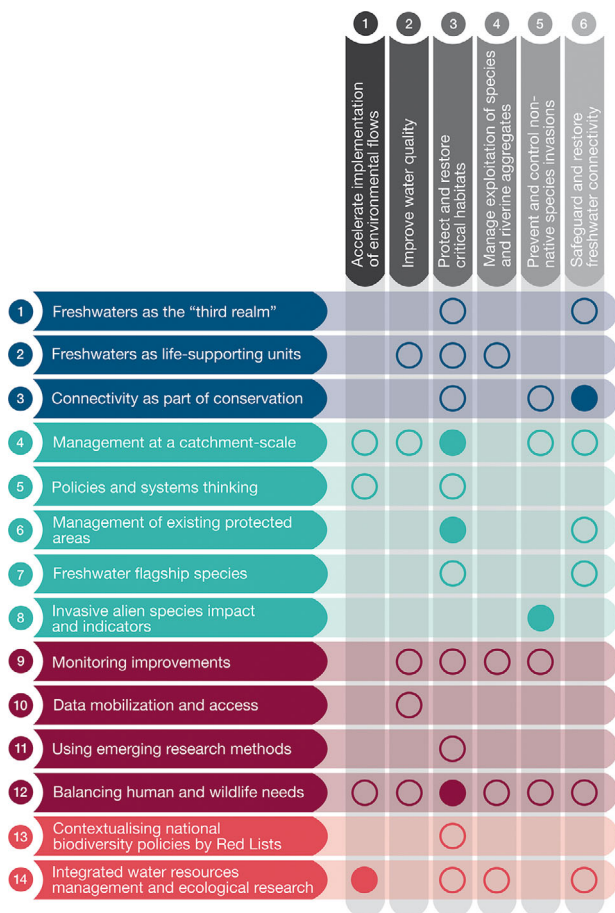 1
2
3
4
5
6
Accelerate implementation
of environmental flows
Improve water quality
Protect and restore
critical habitats
Manage exploitation of species
and riverine aggregates
Prevent and control non-
native species invasions
Safeguard and restore
freshwater connectivity
1 Freshwaters as the “third realm”
2 Freshwaters as life-supporting units
3 Connectivity as part of conservation
4 Management at a catchment-scale
5 Policies and systems thinking
6 Management of existing protected
areas
7 Freshwater flagship species
8 Invasive alien species impact
and indicators
9 Monitoring improvements
10 Data mobilization and access
11 Using emerging research methods
12 Balancing human and wildlife needs
13 Contextualising national
biodiversity policies by Red Lists
14 Integrated water resources
management and ecological research